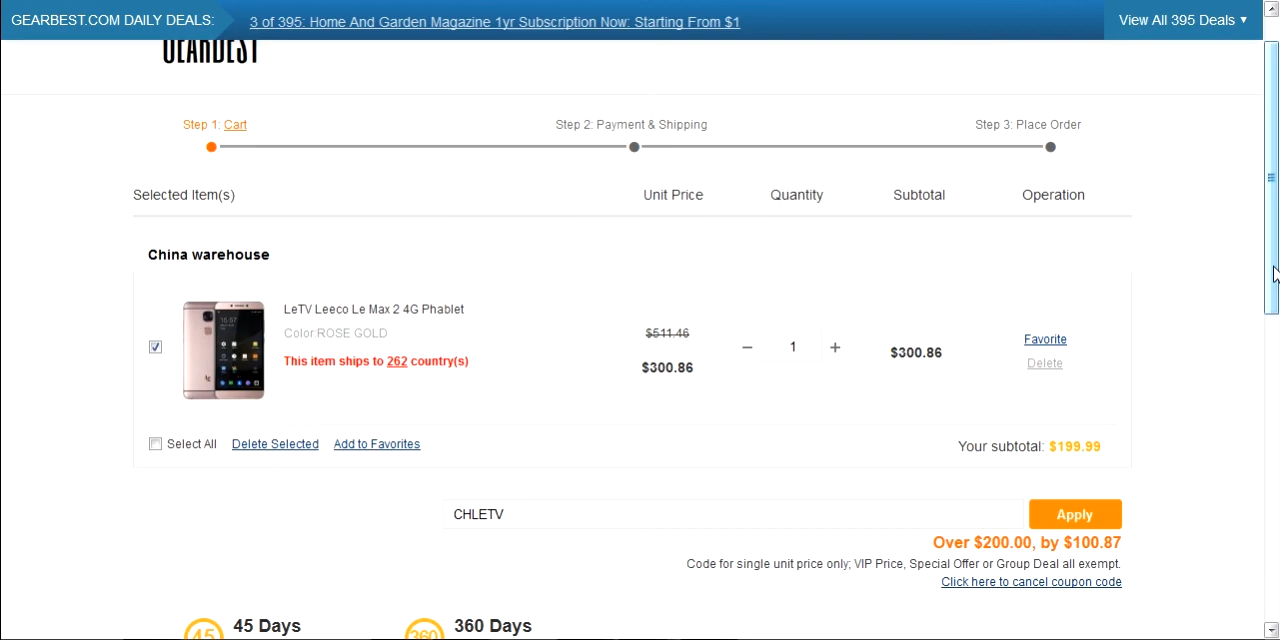 GEARBEST.COM DAILY DEALS:
3 of 395: Home And Garden Magazine 1yr Subscription Now: Starting From $1
View All 395 Deals ▼
GEARBEST
Step 1: Cart
Step 2: Payment & Shipping
Step 3: Place Order
Selected Item(s)
Unit Price
Quantity
Subtotal
Operation
China warehouse
LeTV Leeco Le Max 2 4G Phablet
Color:ROSE GOLD
This item ships to 262 country(s)
$511.46
$300.86
− 1 +
$300.86
Favorite
Delete
Select All
Delete Selected
Add to Favorites
Your subtotal: $199.99
CHLETV
Apply
Over $200.00, by $100.87
Code for single unit price only; VIP Price, Special Offer or Group Deal all exempt.
Click here to cancel coupon code
45
45 Days
360
360 Days